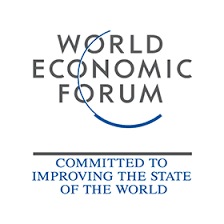 WORLD
ECONOMIC
FORUM
COMMITTED TO
IMPROVING THE STATE
OF THE WORLD